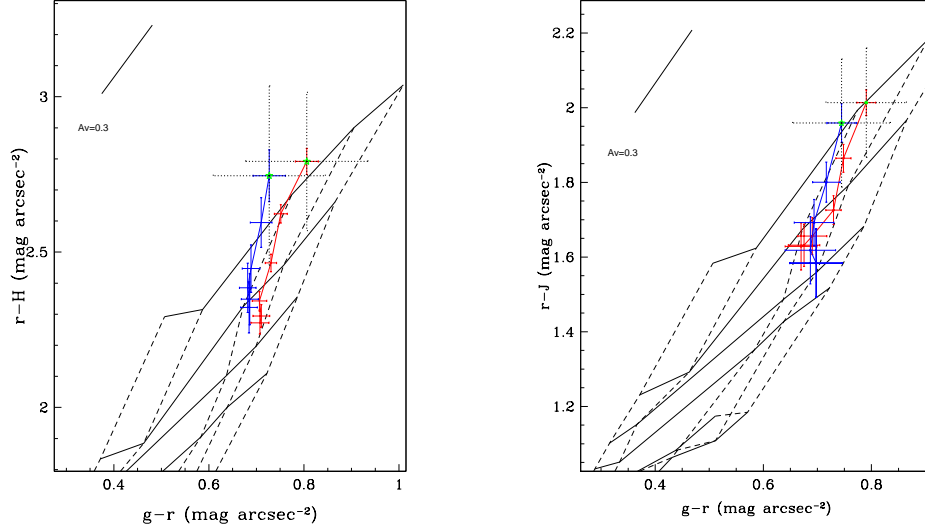 3
2.5
2
r−H (mag arcsec−2)
Av=0.3
0.4
0.6
0.8
1
g−r (mag arcsec−2)
2.2
2
1.8
1.6
1.4
1.2
r−J (mag arcsec−2)
Av=0.3
0.4
0.6
0.8
g−r (mag arcsec−2)